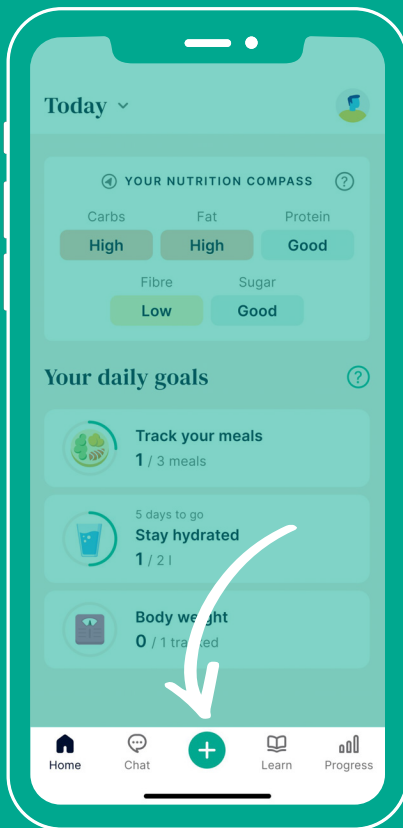 Today
YOUR NUTRITION COMPASS ?
Carbs Fat Protein
High High Good
Fibre Sugar
Low Good
Your daily goals ?
Track your meals
1 / 3 meals
5 days to go
Stay hydrated
1 / 2 l
Body weight
0 / 1 tracked
Home Chat + Learn Progress